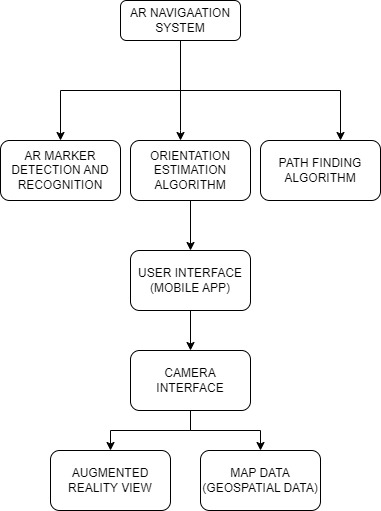 AR NAVIGAATION
SYSTEM
AR MARKER
DETECTION AND
RECOGNITION
ORIENTATION
ESTIMATION
ALGORITHM
PATH FINDING
ALGORITHM
USER INTERFACE
(MOBILE APP)
CAMERA
INTERFACE
AUGMENTED
REALITY VIEW
MAP DATA
(GEOSPATIAL DATA)